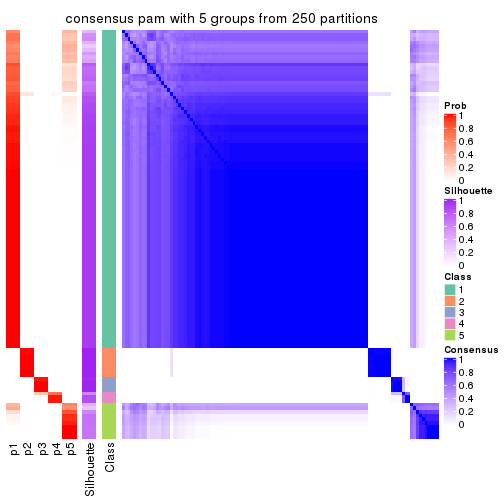 consensus pam with 5 groups from 250 partitions
Prob
1
0.8
0.6
0.4
0.2
0
Silhouette
1
0.8
0.6
0.4
0.2
0
Class
1
2
3
4
5
Consensus
1
0.8
0.6
0.4
0.2
0
p1
p2
p3
p4
p5
Silhouette
Class